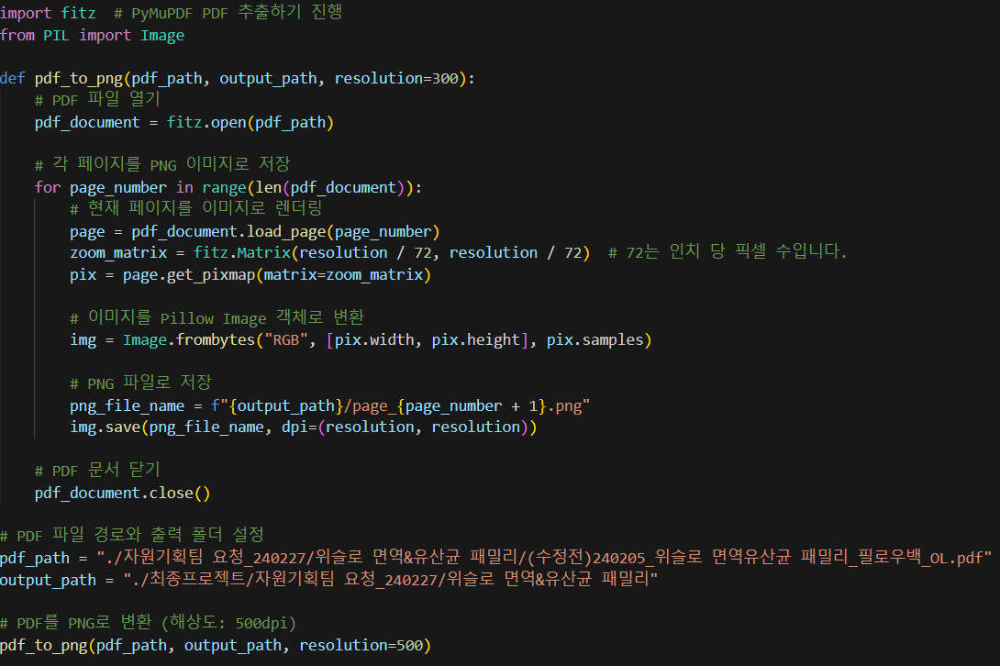 import fitz  # PyMuPDF PDF 추출하기 진행
from PIL import Image
def pdf_to_png(pdf_path, output_path, resolution=300):
    # PDF 파일 열기
    pdf_document = fitz.open(pdf_path)
    # 각 페이지를 PNG 이미지로 저장
    for page_number in range(len(pdf_document)):
        # 현재 페이지를 이미지로 렌더링
        page = pdf_document.load_page(page_number)
        zoom_matrix = fitz.Matrix(resolution / 72, resolution / 72)  # 72는 인치 당 픽셀 수입니다.
        pix = page.get_pixmap(matrix=zoom_matrix)
        # 이미지를 Pillow Image 객체로 변환
        img = Image.frombytes("RGB", [pix.width, pix.height], pix.samples)
        # PNG 파일로 저장
        png_file_name = f"{output_path}/page_{page_number + 1}.png"
        img.save(png_file_name, dpi=(resolution, resolution))
    # PDF 문서 닫기
    pdf_document.close()
# PDF 파일 경로와 출력 폴더 설정
pdf_path = "./자원기획팀 요청_240227/위슬로 면역&유산균 패밀리/(수정전)240205_위슬로 면역유산균 패밀리_필로우백_OL.pdf"
output_path = "./최종프로젝트/자원기획팀 요청_240227/위슬로 면역&유산균 패밀리"
# PDF를 PNG로 변환 (해상도: 500dpi)
pdf_to_png(pdf_path, output_path, resolution=500)